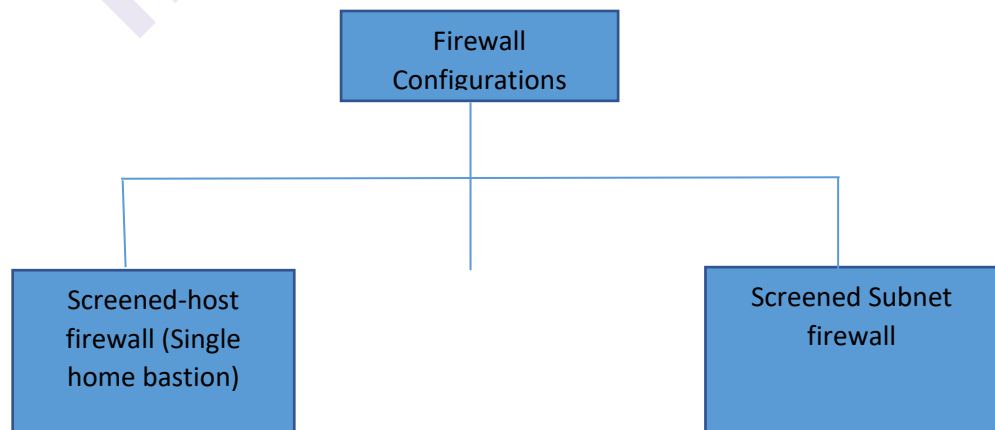 Firewall
Configurations
Screened-host
firewall (Single
home bastion)
Screened Subnet
firewall